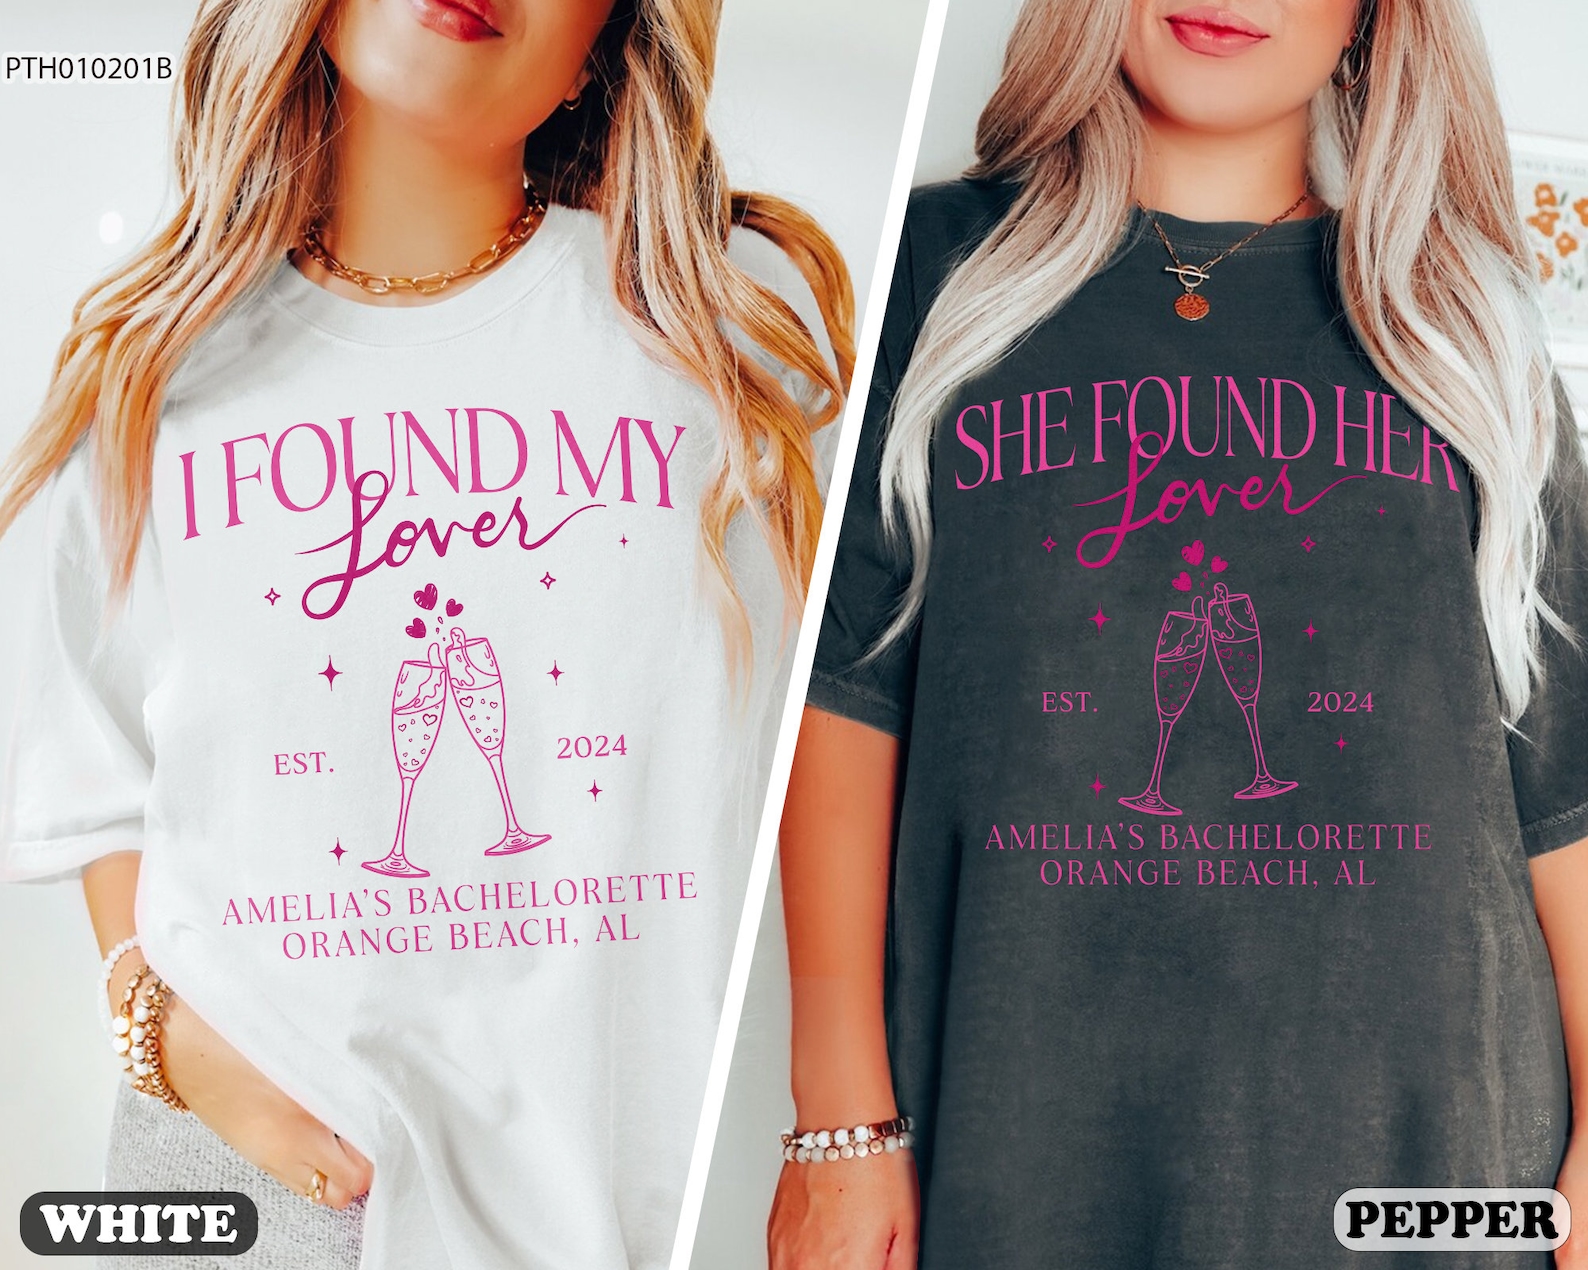 PTH010201B
I FOUND MY
Lover
EST. 2024
AMELIA'S BACHELORETTE
ORANGE BEACH, AL
WHITE
SHE FOUND HER
Lover
EST. 2024
AMELIA'S BACHELORETTE
ORANGE BEACH, AL
PEPPER